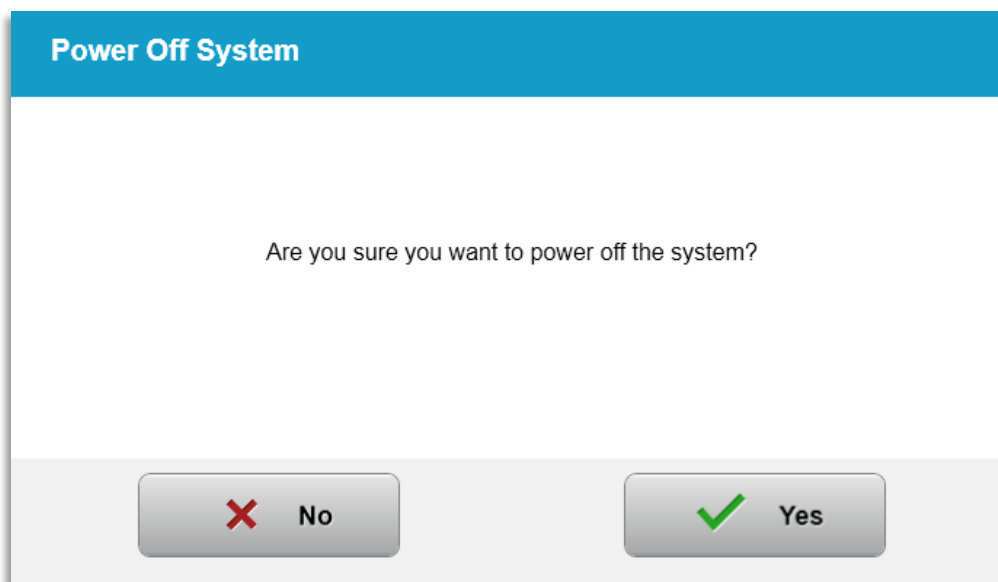 Power Off System
Are you sure you want to power off the system?
No
Yes